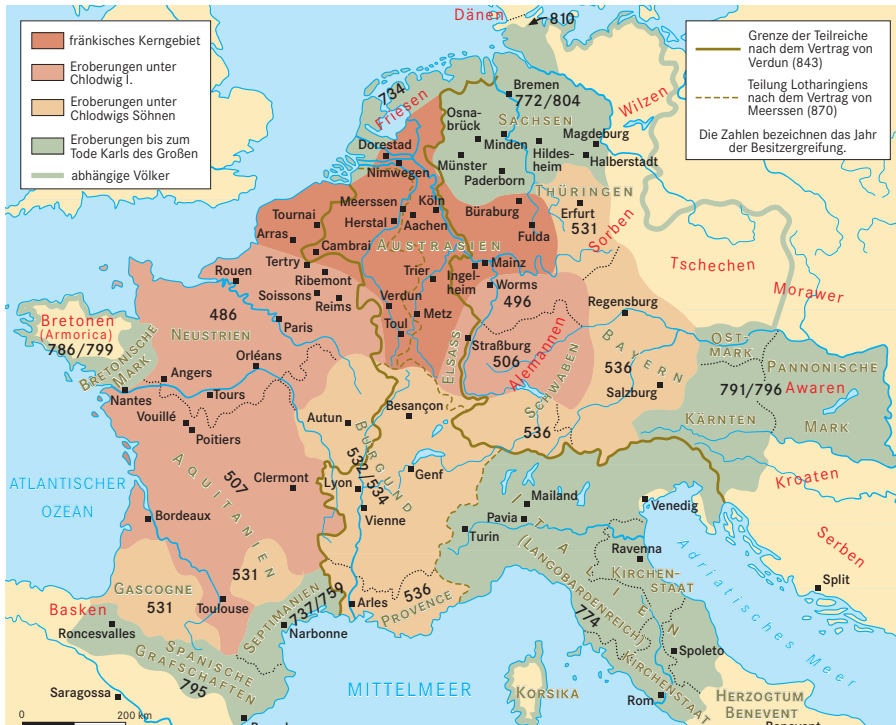 fränkisches Kerngebiet
Eroberungen unter
Chlodwig I.
Eroberungen unter
Chlodwigs Söhnen
Eroberungen bis zum
Tode Karls des Großen
abhängige Völker
Grenze der Teilreiche
nach dem Vertrag von
Verdun (843)
Teilung Lotharingiens
nach dem Vertrag von
Meerssen (870)
Die Zahlen bezeichnen das Jahr
der Besitzergreifung.
Dänen
810
734
Friesen
Bremen
772/804
Wilzen
Osna-
brück
SACHSEN
Minden
Magdeburg
Hildes-
heim
Halberstadt
Münster
Paderborn
Dorestad
Nimwegen
THÜRINGEN
Erfurt
531
Sorben
Meerssen
Köln
Herstal
Aachen
Büraburg
Fulda
Tournai
Arras
Cambrai
AUSTRASIEN
Tertry
Ribemont
Trier
Ingel-
heim
Mainz
Worms
496
Tschechen
Morawer
Rouen
Soissons
Reims
Verdun
Metz
Toul
Regensburg
486
NEUSTRIEN
Paris
ELSASS
Straßburg
506
Alemannen
SCHWABEN
536
BAYERN
536
Salzburg
OST-
MARK
PANNONISCHE
791/796
Awaren
MARK
KÄRNTEN
Bretonen
(Armorica)
786/799
BRETONISCHE
MARK
Orléans
Angers
Nantes
Tours
Vouillé
Poitiers
Autun
Besançon
BURGUND
532/534
Genf
AQUITANIEN
507
Clermont
Lyon
Vienne
ATLANTISCHER
OZEAN
Bordeaux
Mailand
Pavia
Turin
Venedig
Kroaten
Serben
Split
Adriatisches Meer
ITALIEN
(LANGOBARDENREICH)
774
Ravenna
KIRCHEN-
STAAT
Spoleto
KIRCHENSTAAT
Rom
HERZOGTUM
BENEVENT
GASCOGNE
531
531
Toulouse
SEPTIMANIEN
737/759
Narbonne
Arles
536
PROVENCE
Basken
Roncesvalles
SPANISCHE
GRAFSCHAFTEN
795
Saragossa
MITTELMEER
KORSIKA
0
200 km